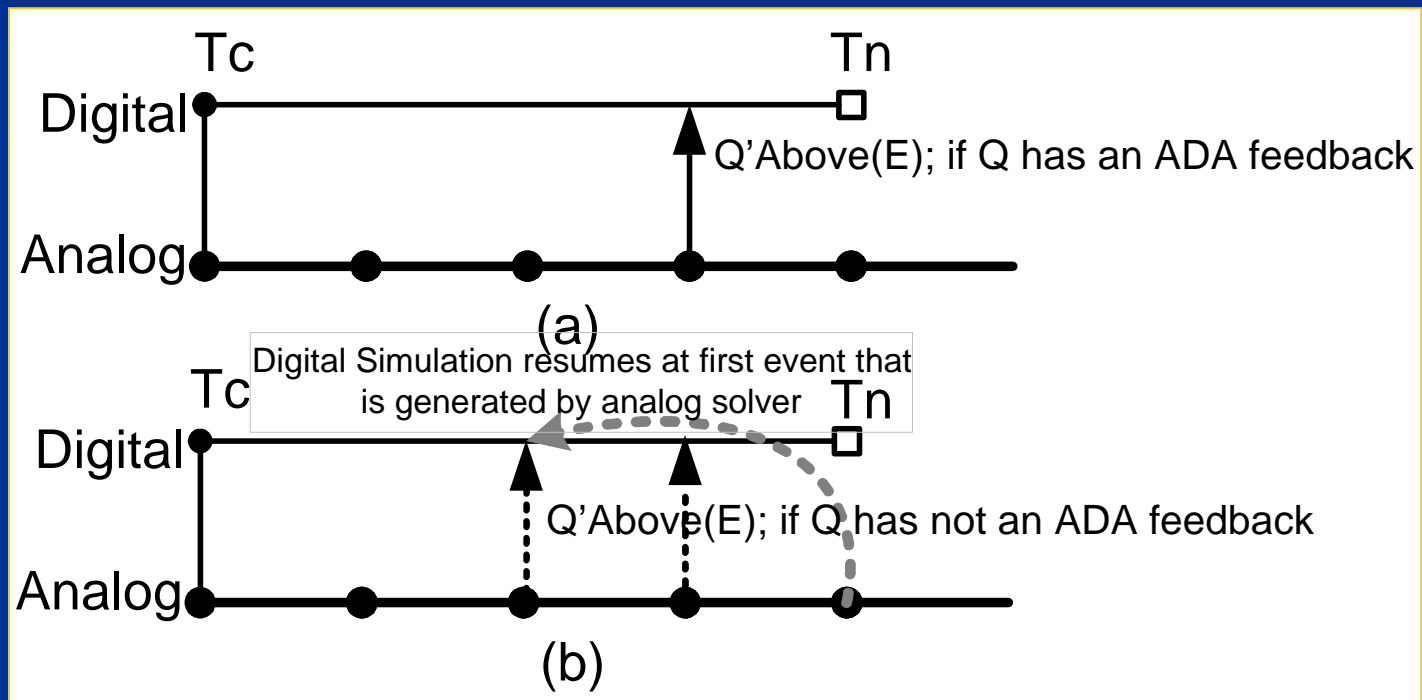 Tc
Tn
Digital
Q’Above(E); if Q has an ADA feedback
Analog
(a)
Digital Simulation resumes at first event that
is generated by analog solver
Tc
Tn
Digital
Q’Above(E); if Q has not an ADA feedback
Analog
(b)